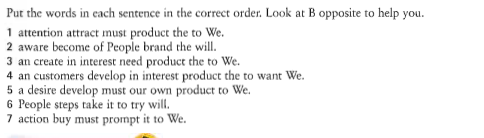 Put the words in each sentence in the correct order. Look at B opposite to help you.
1 attention attract must product the to We.
2 aware become of People brand the will.
3 an create in interest need product the to We.
4 an customers develop in interest product the to want We.
5 a desire develop must our own product to We.
6 People steps take it to try will.
7 action buy must prompt it to We.